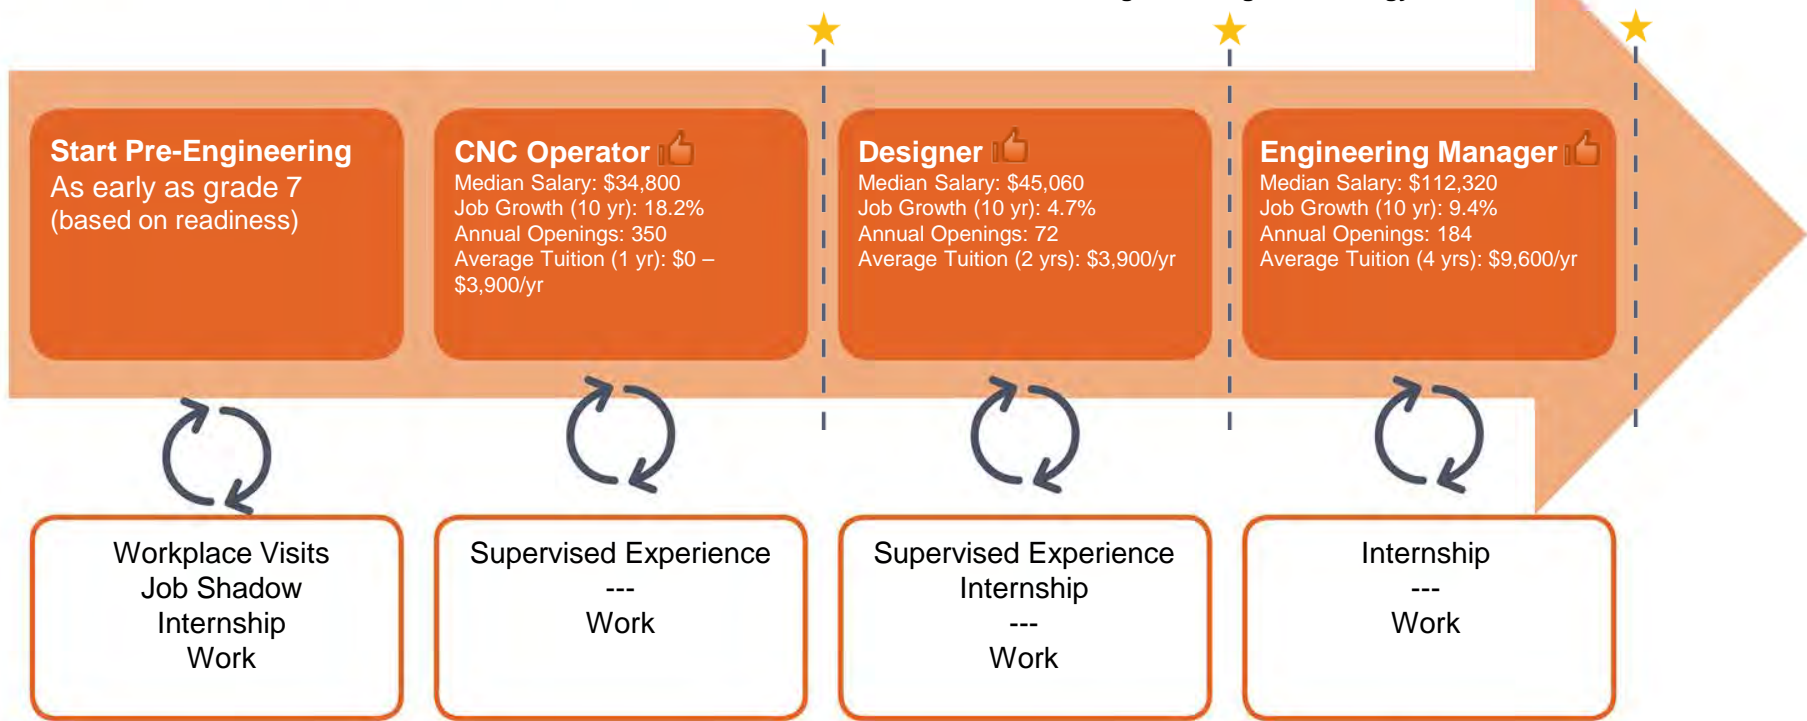 Start Pre-Engineering
As early as grade 7
(based on readiness)
CNC Operator
Median Salary: $34,800
Job Growth (10 yr): 18.2%
Annual Openings: 350
Average Tuition (1 yr): $0 –
$3,900/yr
Designer
Median Salary: $45,060
Job Growth (10 yr): 4.7%
Annual Openings: 72
Average Tuition (2 yrs): $3,900/yr
Engineering Manager
Median Salary: $112,320
Job Growth (10 yr): 9.4%
Annual Openings: 184
Average Tuition (4 yrs): $9,600/yr
Workplace Visits
Job Shadow
Internship
Work
Supervised Experience
---
Work
Supervised Experience
Internship
---
Work
Internship
---
Work